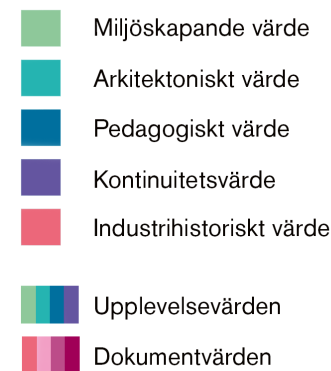 Miljöskapande värde
Arkitektoniskt värde
Pedagogiskt värde
Kontinuitetsvärde
Industrihistoriskt värde
Upplevelsevärden
Dokumentvärden